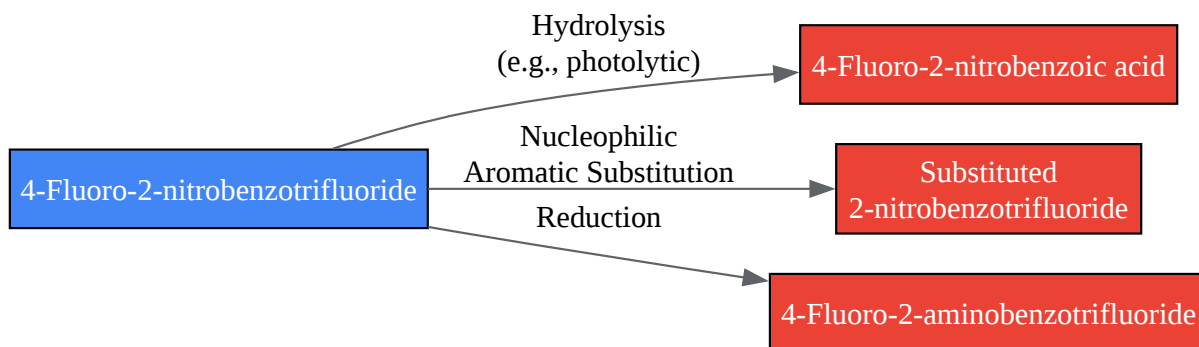 Hydrolysis
(e.g., photolytic)
4-Fluoro-2-nitrobenzoic acid
4-Fluoro-2-nitrobenzotrifluoride
Nucleophilic
Aromatic Substitution
Substituted
2-nitrobenzotrifluoride
Reduction
4-Fluoro-2-aminobenzotrifluoride